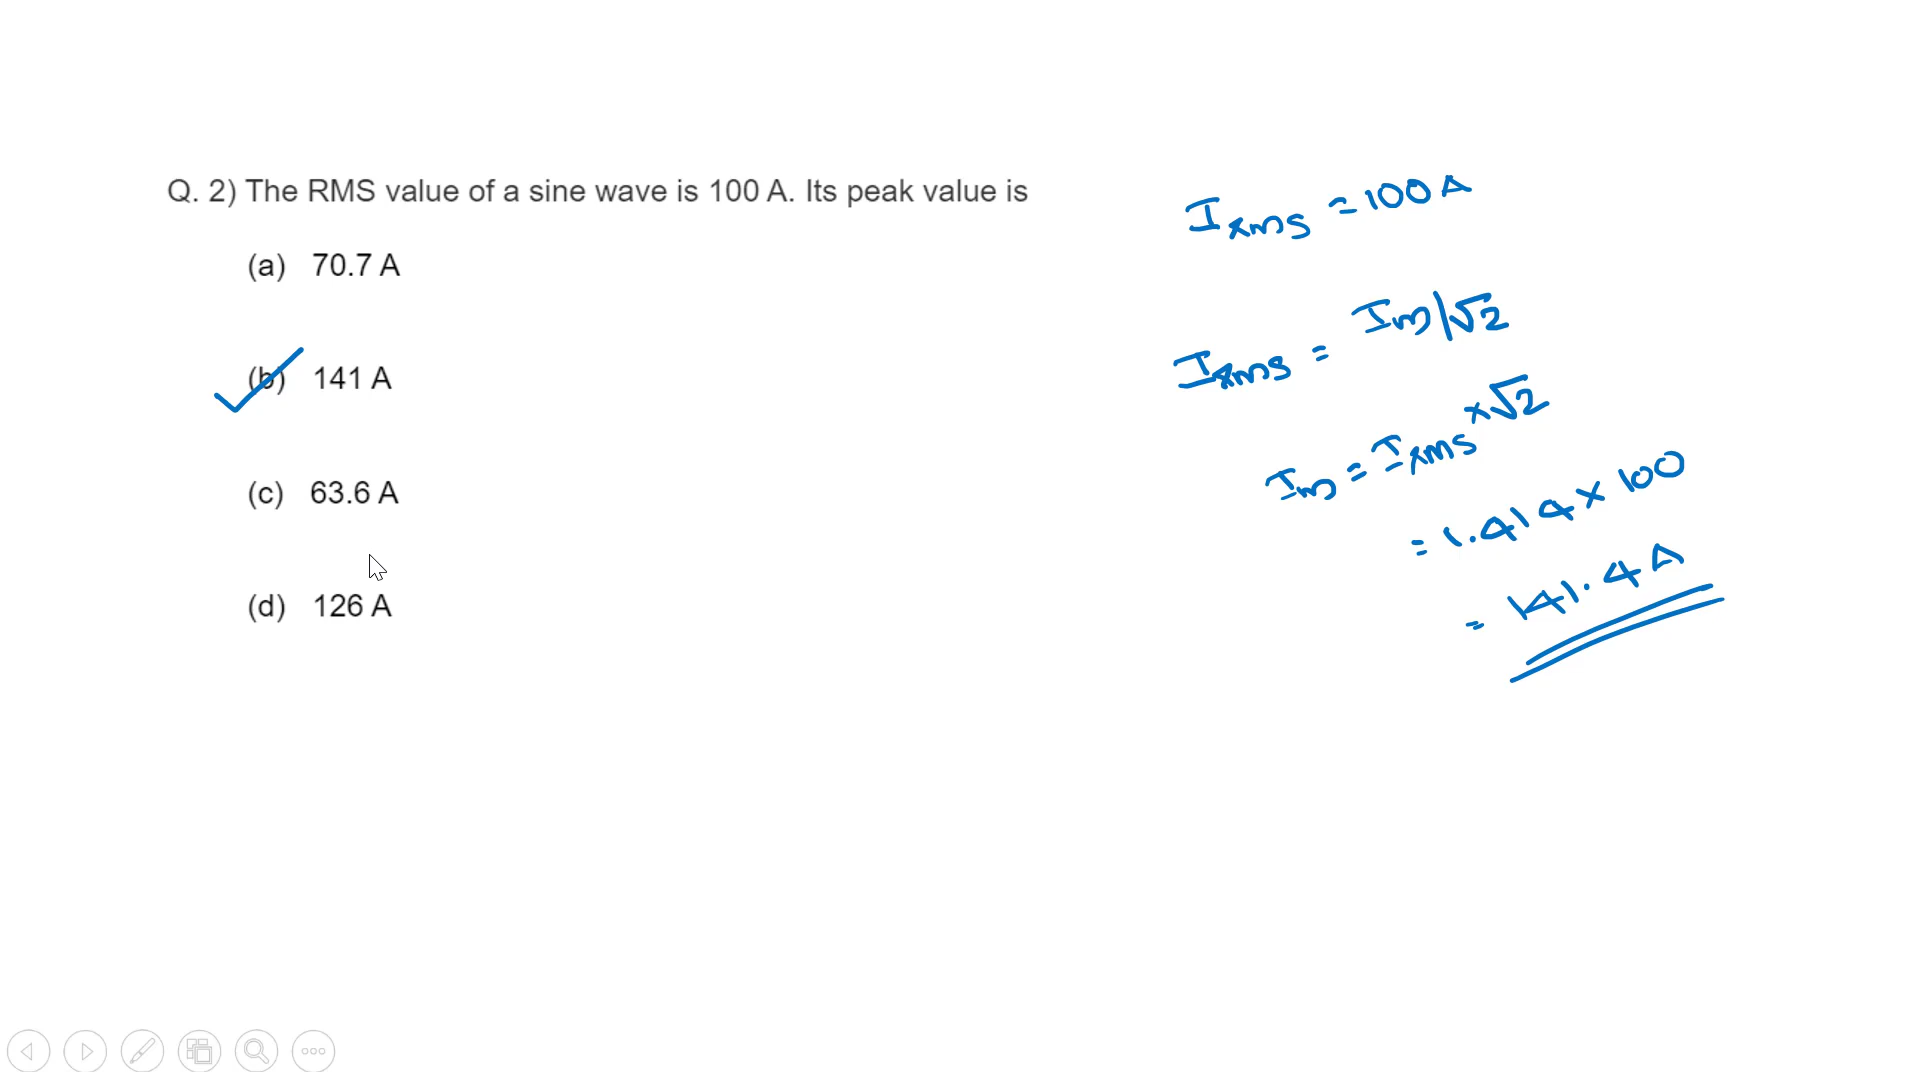 Q. 2) The RMS value of a sine wave is 100 A. Its peak value is
(a) 70.7 A
(b) 141 A
(c) 63.6 A
(d) 126 A
Irms = 100 A
Irms = Im/√2
Im = Irms × √2
= 1.414 × 100
= 141.4 A